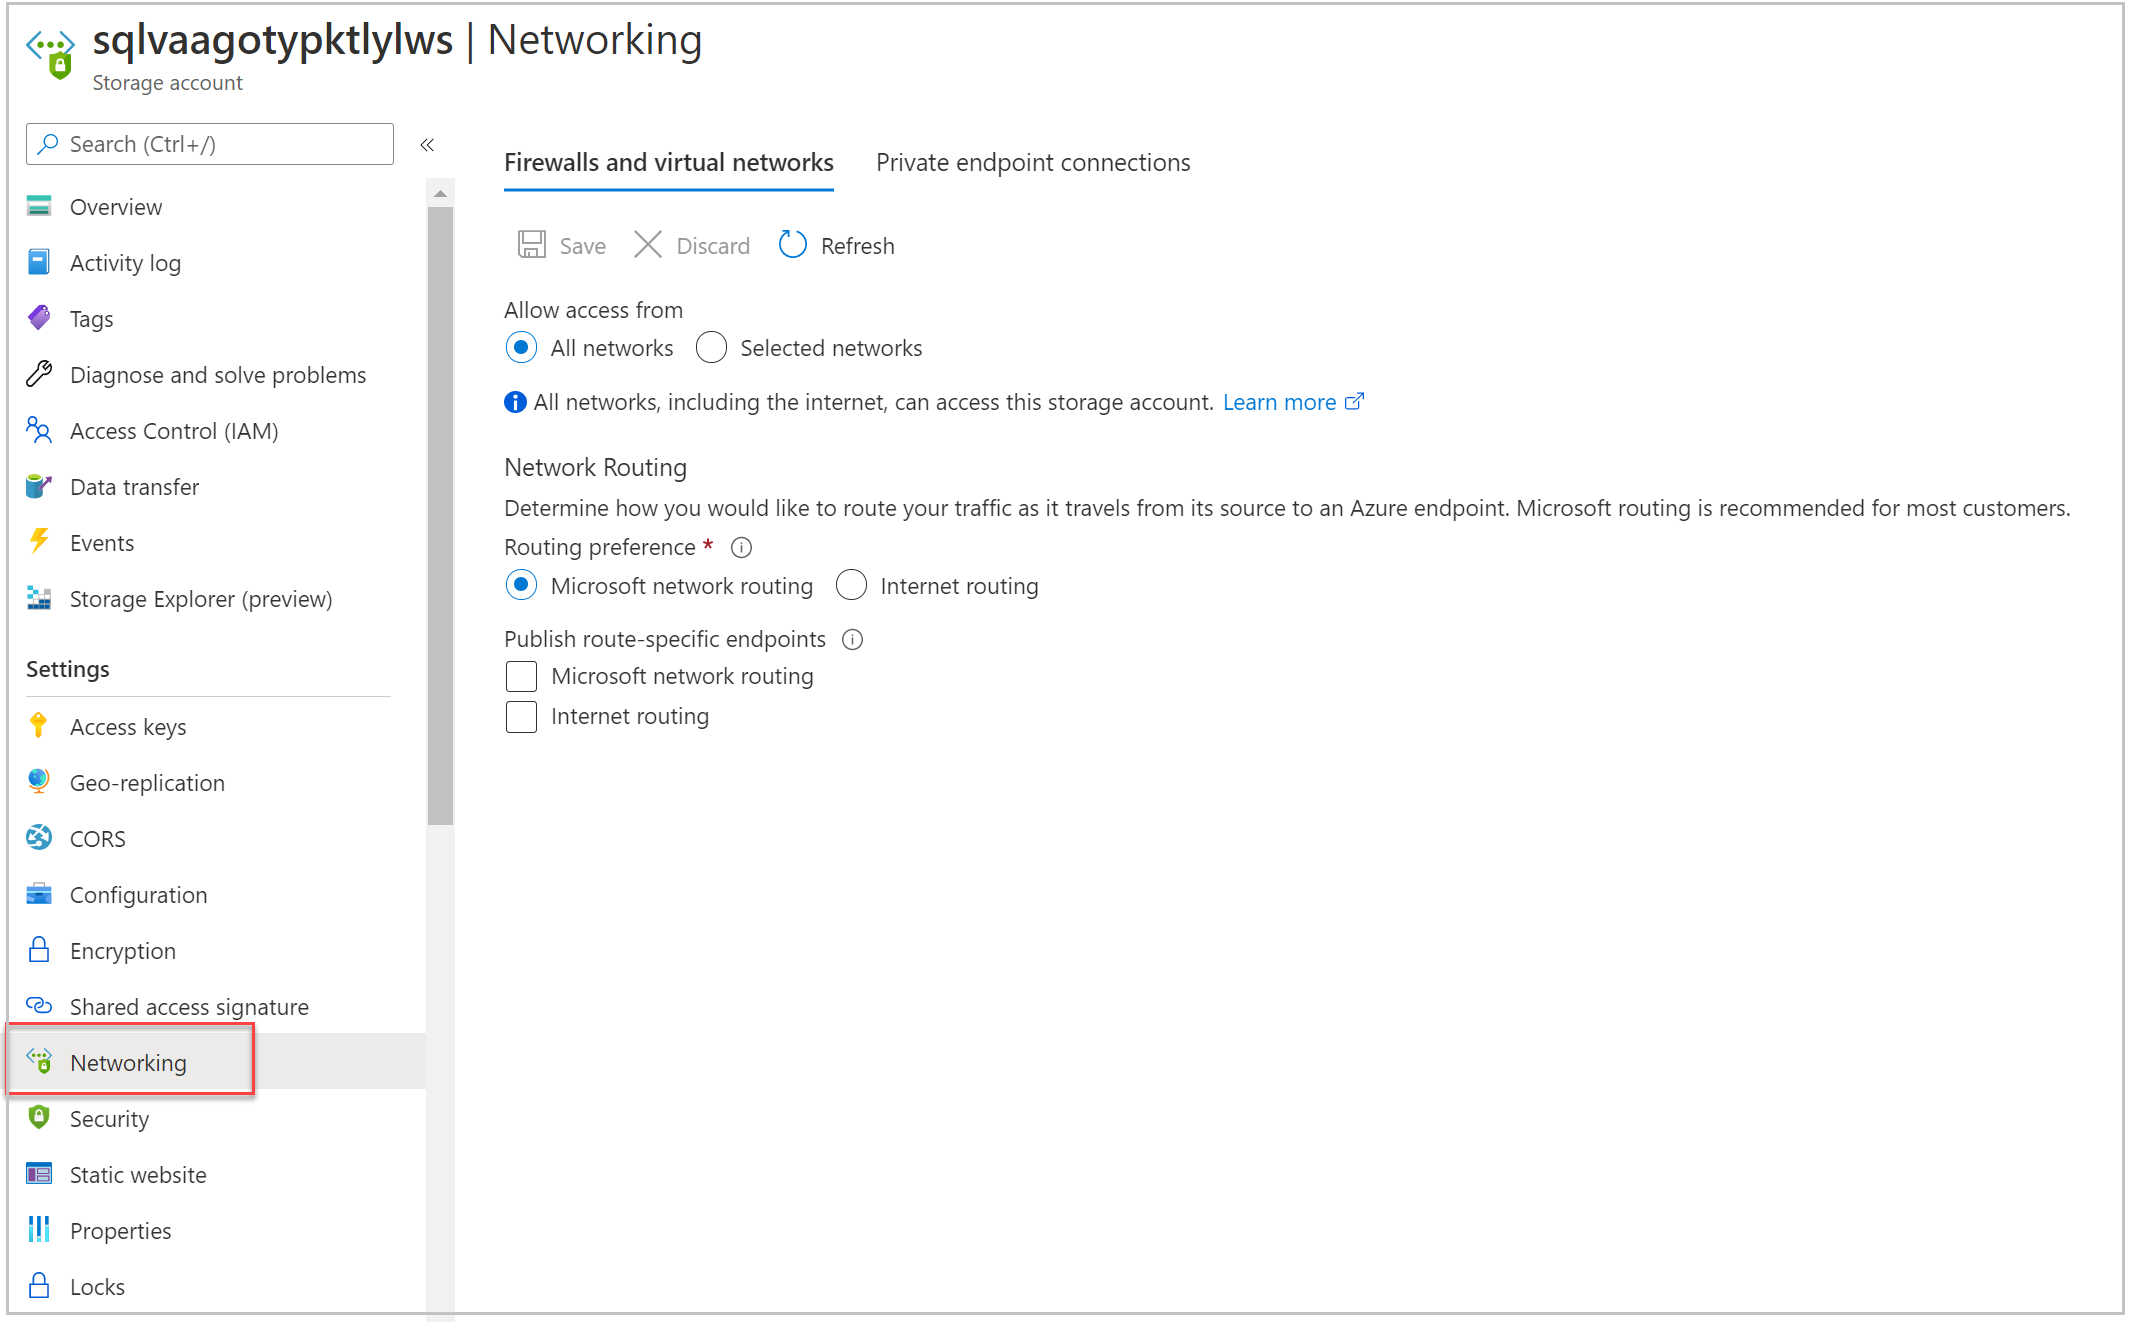 sqlvaagotypktlylws | Networking
Storage account
Search (Ctrl+/)
«
Overview
Activity log
Tags
Diagnose and solve problems
Access Control (IAM)
Data transfer
Events
Storage Explorer (preview)
Settings
Access keys
Geo-replication
CORS
Configuration
Encryption
Shared access signature
Networking
Security
Static website
Properties
Locks
Firewalls and virtual networks Private endpoint connections
Save Discard Refresh
Allow access from
All networks Selected networks
All networks, including the internet, can access this storage account. Learn more
Network Routing
Determine how you would like to route your traffic as it travels from its source to an Azure endpoint. Microsoft routing is recommended for most customers.
Routing preference *
Microsoft network routing Internet routing
Publish route-specific endpoints
Microsoft network routing
Internet routing